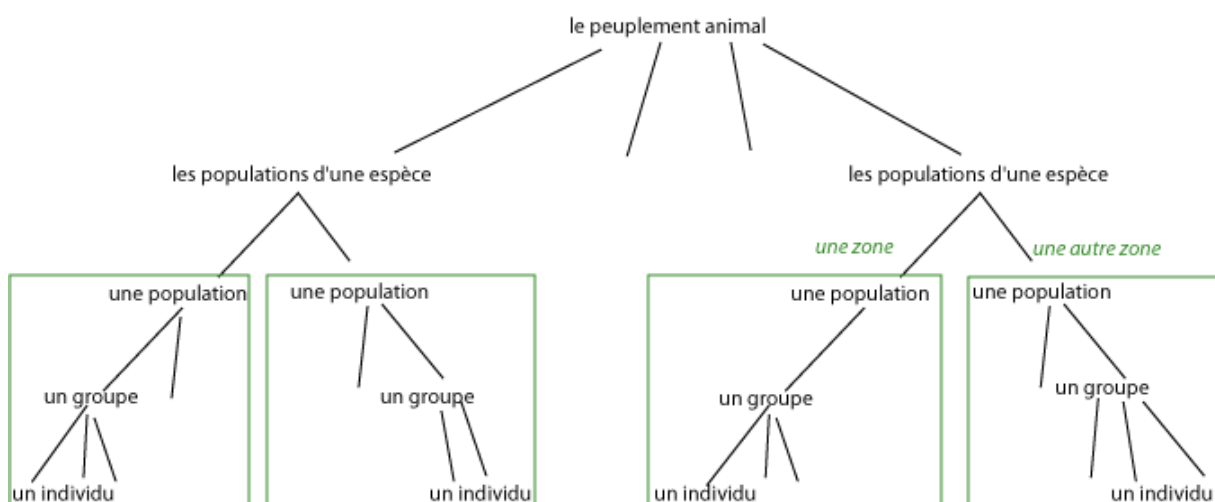 le peuplement animal
les populations d'une espèce
les populations d'une espèce
une zone
une autre zone
une population
une population
une population
une population
un groupe
un groupe
un groupe
un groupe
un individu
un individu
un individu
un individu